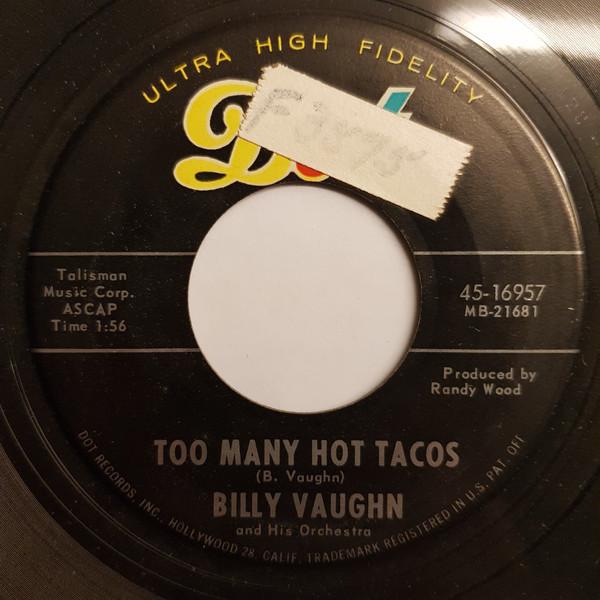 ULTRA HIGH FIDELITY
Dot
F 3875
Talisman
Music Corp.
ASCAP
Time 1:56
45-16957
MB-21681
Produced by
Randy Wood
TOO MANY HOT TACOS
(B. Vaughn)
BILLY VAUGHN
and His Orchestra
DOT RECORDS, INC., HOLLYWOOD 28, CALIF. TRADEMARK REGISTERED IN U.S. PAT. OFF.